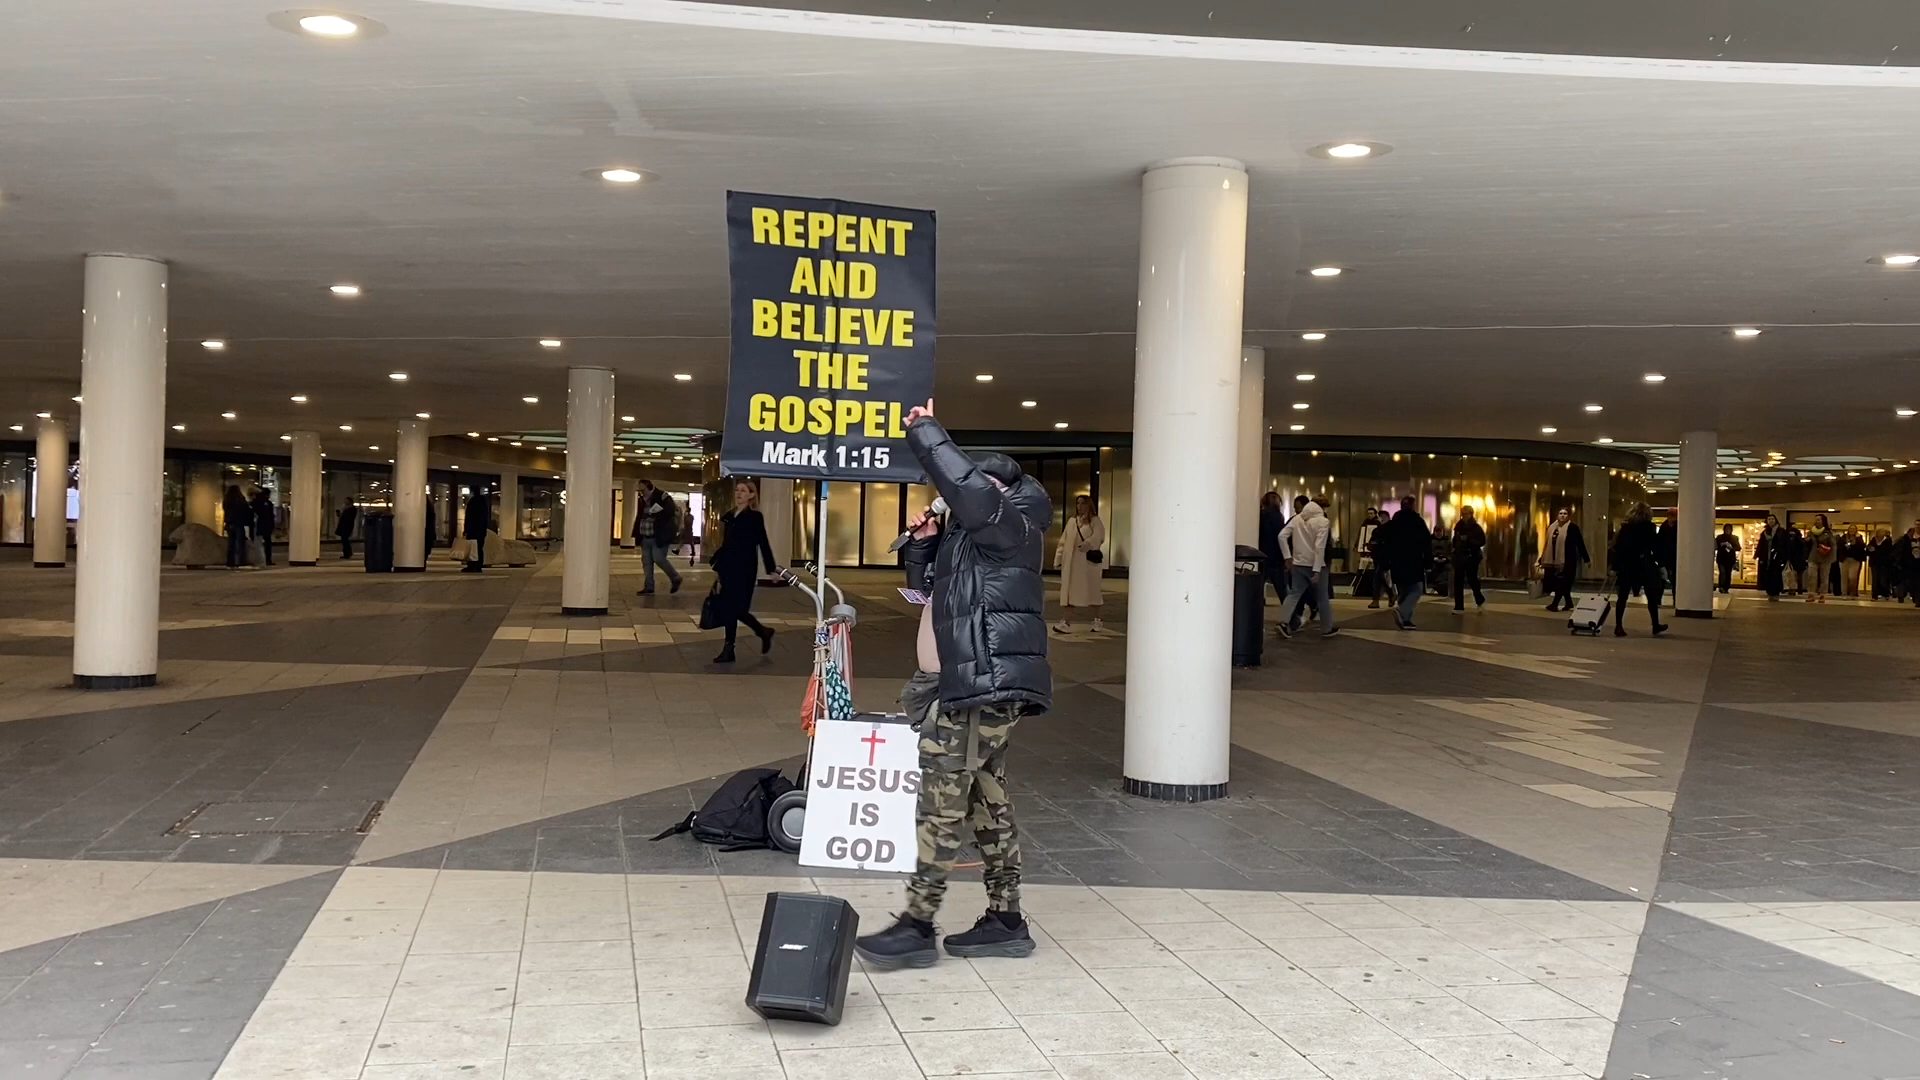 REPENT
AND
BELIEVE
THE
GOSPEL
Mark 1:15
JESUS
IS
GOD
BOSE